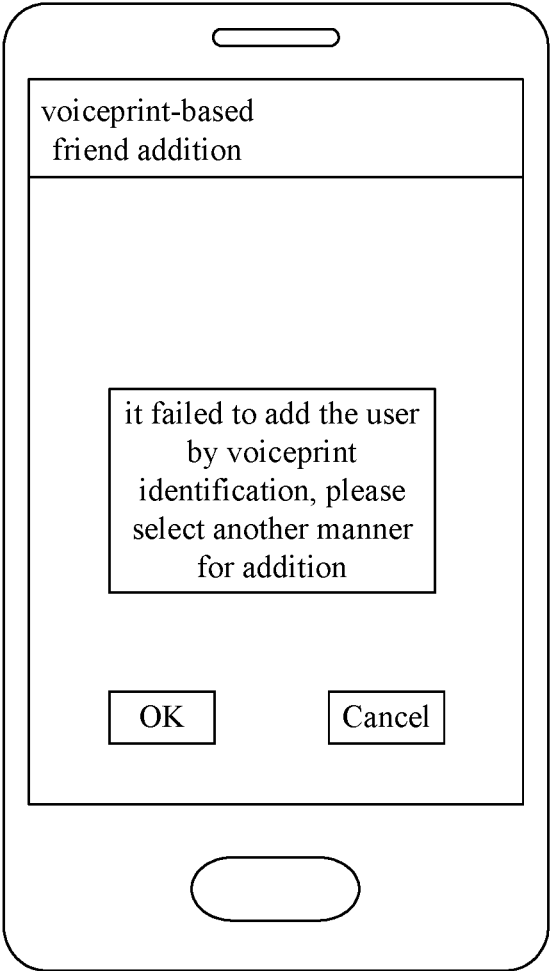 voiceprint-based
friend addition
it failed to add the user
by voiceprint
identification, please
select another manner
for addition
OK
Cancel